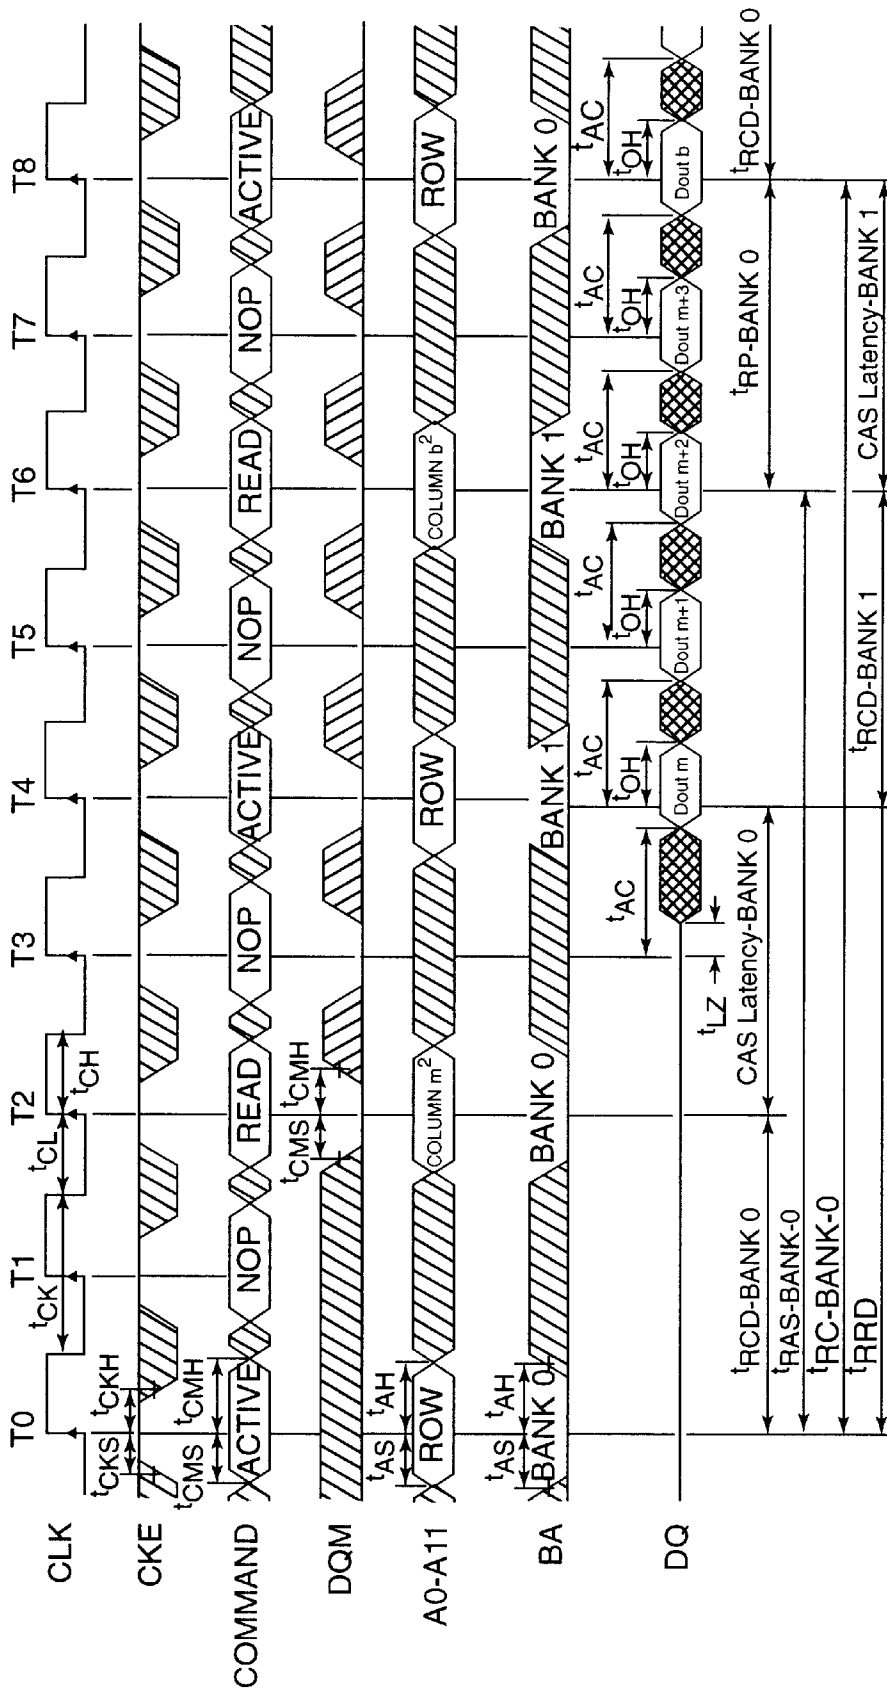 T0 T1 T2 T3 T4 T5 T6 T7 T8
CLK
tCK tCL tCH
tCKS tCKH
CKE
tCMS tCMH
COMMAND ACTIVE NOP READ NOP ACTIVE NOP READ NOP ACTIVE
tCMS tCMH
DQM
tAS tAH
A0-A11 ROW COLUMN m² ROW COLUMN b² ROW
tAS tAH
BA BANK 0 BANK 0 BANK 1 BANK 1 BANK 0
tAC tAC tAC tAC tAC tAC
tOH tOH tOH tOH tOH
DQ Dout m Dout m+1 Dout m+2 Dout m+3 Dout b
tLZ
tRCD-BANK 0 CAS Latency-BANK 0 tRP-BANK 0 tRCD-BANK 0
tRAS-BANK-0
tRC-BANK-0
tRRD tRCD-BANK 1 CAS Latency-BANK 1